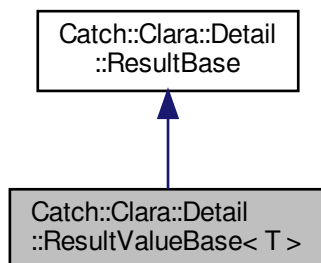 Catch::Clara::Detail
::ResultBase
Catch::Clara::Detail
::ResultValueBase< T >